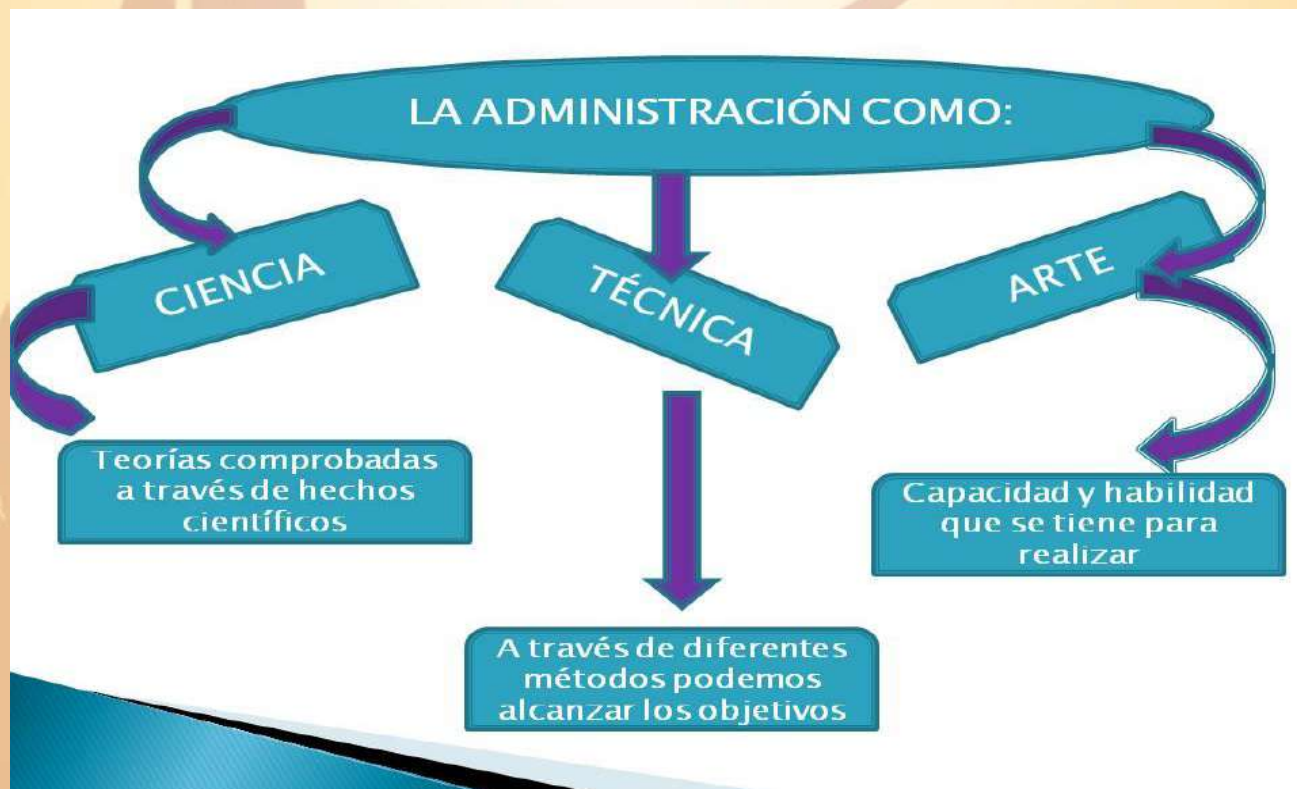 LA ADMINISTRACIÓN COMO:
CIENCIA
TÉCNICA
ARTE
Teorías comprobadas
a través de hechos
científicos
Capacidad y habilidad
que se tiene para
realizar
A través de diferentes
métodos podemos
alcanzar los objetivos